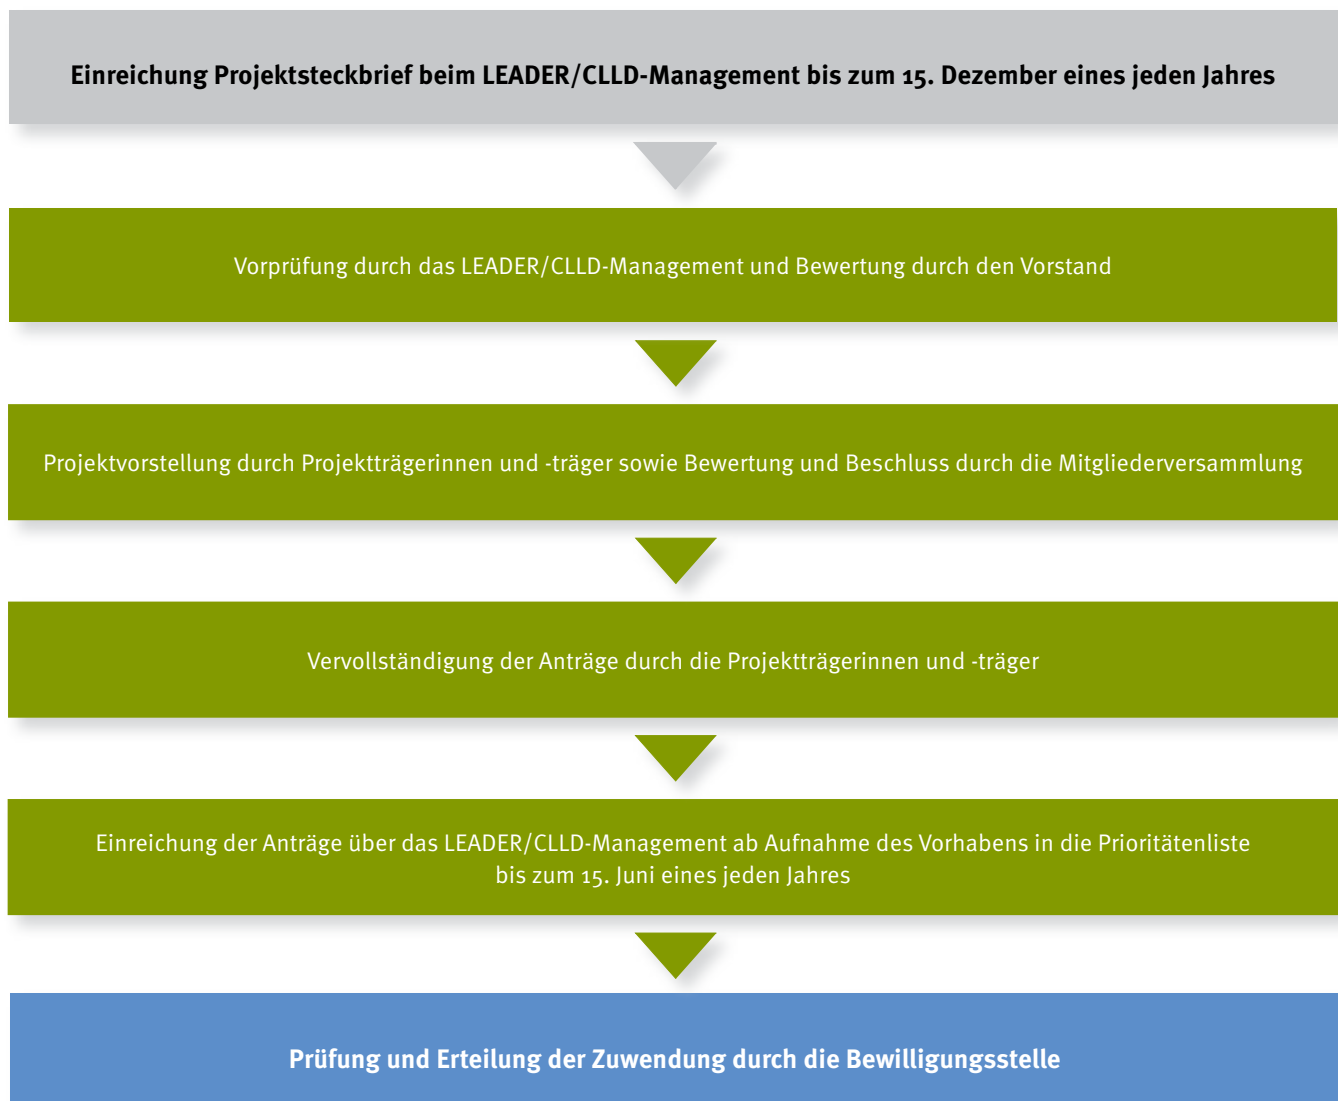 Einreichung Projektsteckbrief beim LEADER/CLLD-Management bis zum 15. Dezember eines jeden Jahres
Vorprüfung durch das LEADER/CLLD-Management und Bewertung durch den Vorstand
Projektvorstellung durch Projektträgerinnen und -träger sowie Bewertung und Beschluss durch die Mitgliederversammlung
Vervollständigung der Anträge durch die Projektträgerinnen und -träger
Einreichung der Anträge über das LEADER/CLLD-Management ab Aufnahme des Vorhabens in die Prioritätenliste
bis zum 15. Juni eines jeden Jahres
Prüfung und Erteilung der Zuwendung durch die Bewilligungsstelle